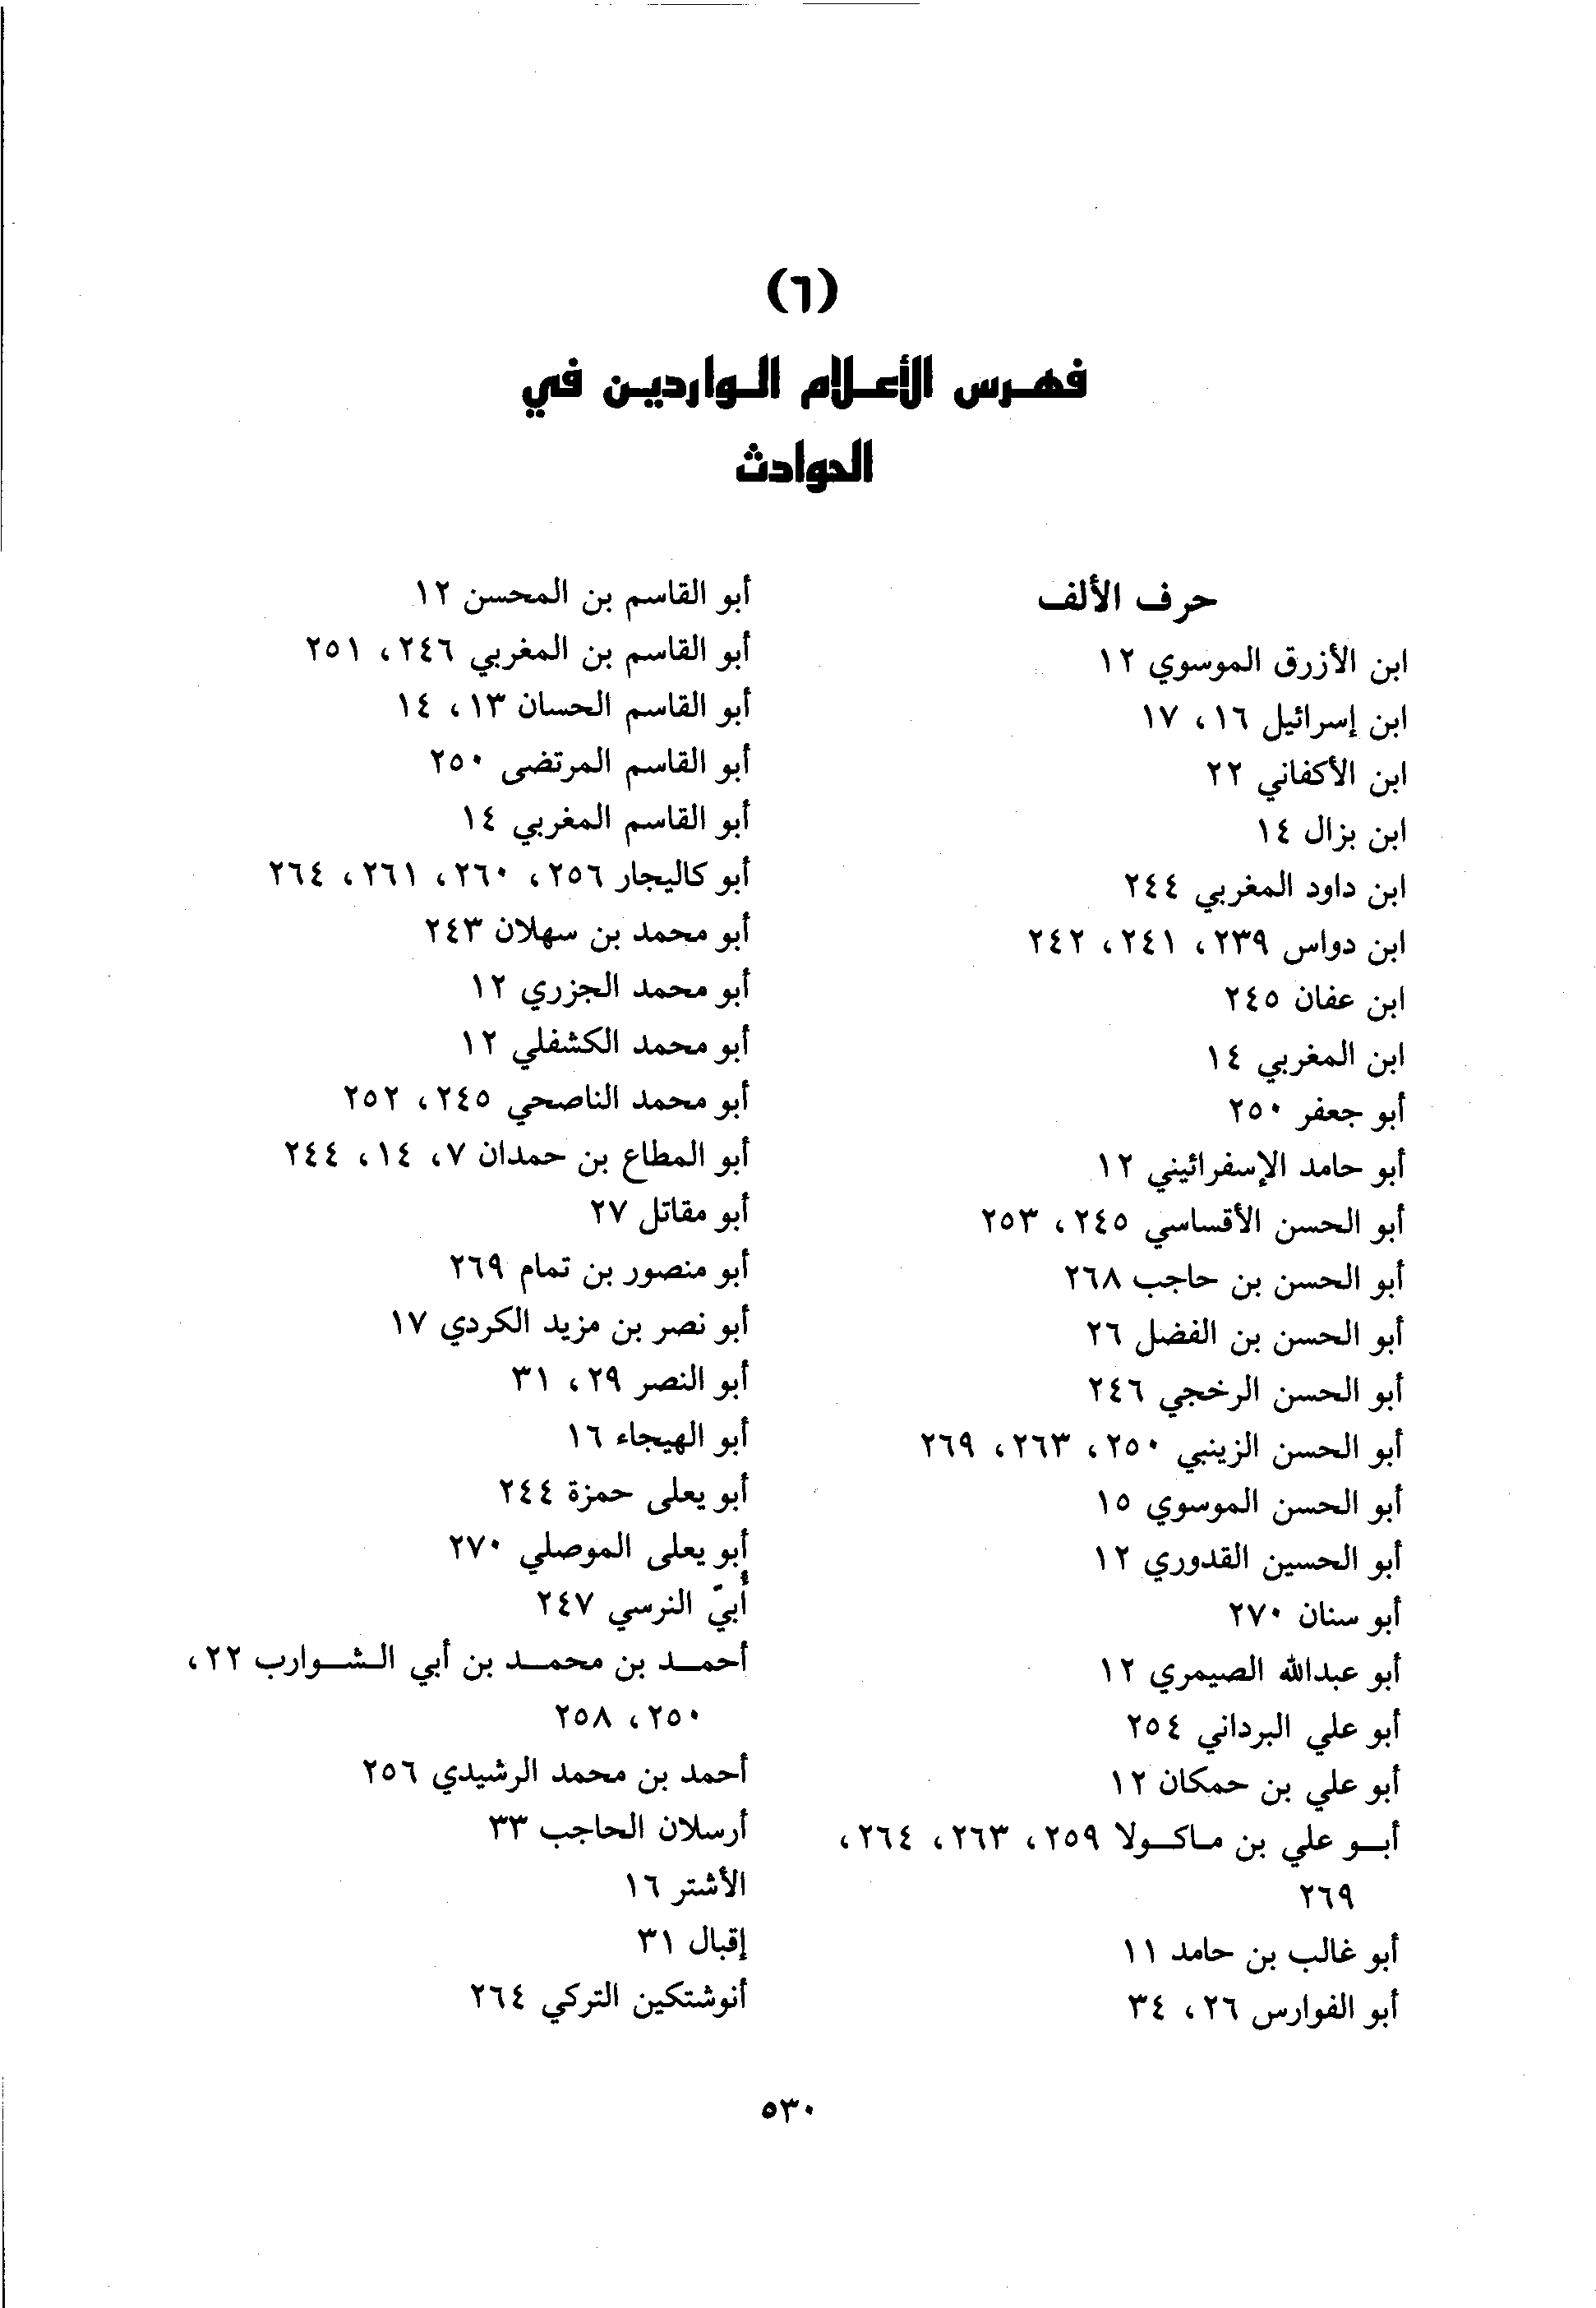 (٦)
فهرس الأعلام الواردين في
الحوادث
حرف الألف
ابن الأزرق الموسوي ١٢
ابن إسرائيل ١٦، ١٧
ابن الأكفاني ٢٢
ابن بزال ١٤
ابن داود المغربي ٢٤٤
ابن دواس ٢٣٩، ٢٤١، ٢٤٢
ابن عفان ٢٤٥
ابن المغربي ١٤
أبو جعفر ٢٥٠
أبو حامد الإسفرائيني ١٢
أبو الحسن الأقساسي ٢٤٥، ٢٥٣
أبو الحسن بن حاجب ٢٦٨
أبو الحسن بن الفضل ٢٦
أبو الحسن الرخجي ٢٤٦
أبو الحسن الزينبي ٢٥٠، ٢٦٣، ٢٦٩
أبو الحسن الموسوي ١٥
أبو الحسين القدوري ١٢
أبو سنان ٢٧٠
أبو عبدالله الصيمري ١٢
أبو علي البرداني ٢٥٤
أبو علي بن حمكان ١٢
أبو علي بن ماكولا ٢٥٩، ٢٦٣، ٢٦٤،
٢٦٩
أبو غالب بن حامد ١١
أبو الفوارس ٢٦، ٣٤
أبو القاسم بن المحسن ١٢
أبو القاسم بن المغربي ٢٤٦، ٢٥١
أبو القاسم الحسان ١٣، ١٤
أبو القاسم المرتضى ٢٥٠
أبو القاسم المغربي ١٤
أبو كاليجار ٢٥٦، ٢٦٠، ٢٦١، ٢٦٤
أبو محمد بن سهلان ٢٤٣
أبو محمد الجزري ١٢
أبو محمد الكشفلي ١٢
أبو محمد الناصحي ٢٤٥، ٢٥٢
أبو المطاع بن حمدان ٧، ١٤، ٢٤٤
أبو مقاتل ٢٧
أبو منصور بن تمام ٢٦٩
أبو نصر بن مزيد الكردي ١٧
أبو النصر ٢٩، ٣١
أبو الهيجاء ١٦
أبو يعلى حمزة ٢٤٤
أبو يعلى الموصلي ٢٧٠
أُبيّ النرسي ٢٤٧
أحمد بن محمد بن أبي الشوارب ٢٢،
٢٥٠، ٢٥٨
أحمد بن محمد الرشيدي ٢٥٦
أرسلان الحاجب ٣٣
الأشتر ١٦
إقبال ٣١
أنوشتكين التركي ٢٦٤
٥٣٠